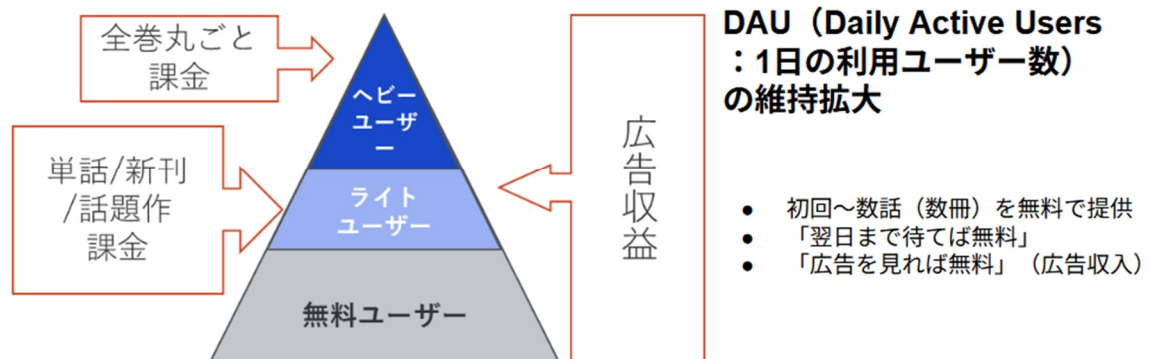 全巻丸ごと
課金
単話/新刊
/話題作
課金
ヘビー
ユーザ
ー
ライト
ユーザー
無料ユーザー
広告収益
DAU（Daily Active Users
：1日の利用ユーザー数）
の維持拡大
● 初回～数話（数冊）を無料で提供
● 「翌日まで待てば無料」
● 「広告を見れば無料」（広告収入）